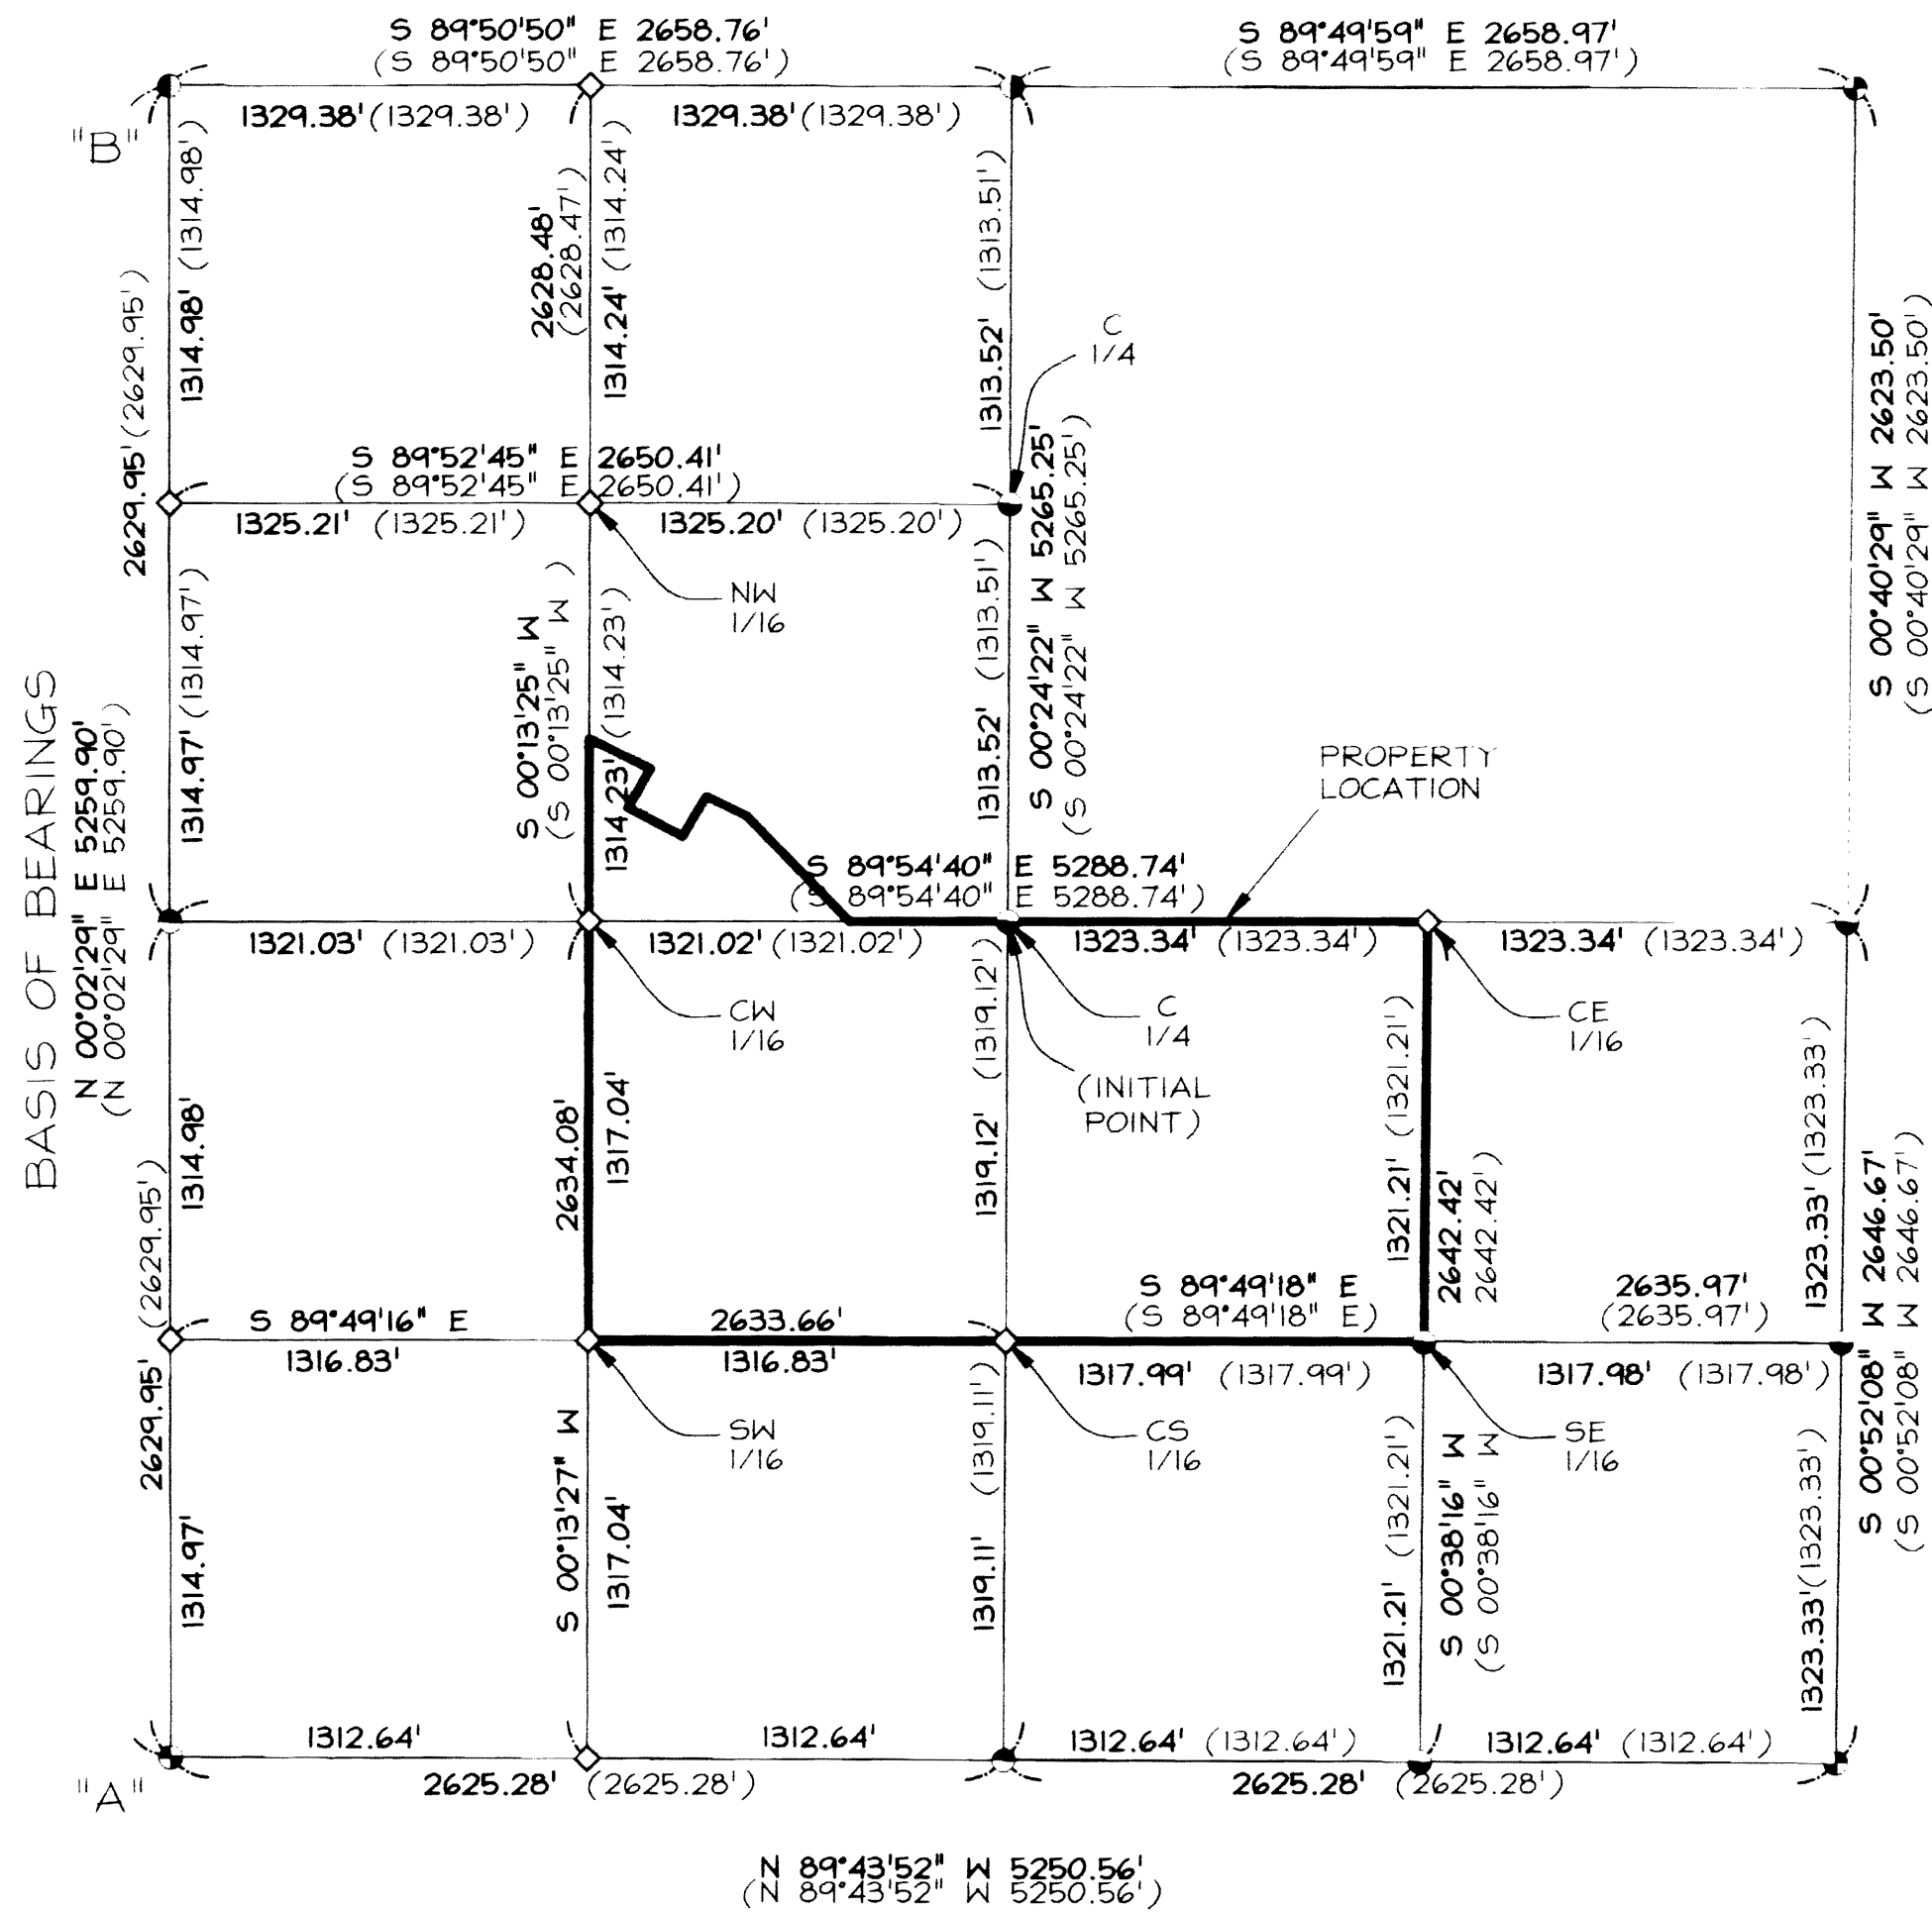 S 89°50'50" E 2658.76'
(S 89°50'50" E 2658.76')
S 89°49'59" E 2658.97'
(S 89°49'59" E 2658.97')
1329.38' (1329.38')
1329.38' (1329.38')
"B"
1314.98' (1314.98')
2629.95' (2629.95')
2628.48'
(2628.47')
1314.24' (1314.24')
1313.52' (1313.51')
C
1/4
S 00°40'29" W 2623.50'
(S 00°40'29" W 2623.50')
S 89°52'45" E 2650.41'
(S 89°52'45" E 2650.41')
1325.21' (1325.21')
1325.20' (1325.20')
NW
1/16
S 00°24'22" W 5265.25'
(S 00°24'22" W 5265.25')
1314.97' (1314.97')
S 00°13'25" W
(S 00°13'25" W )
1314.23' (1314.23')
1313.52' (1313.51')
BASIS OF BEARINGS
N 00°02'29" E 5259.90'
(N 00°02'29" E 5259.90')
PROPERTY
LOCATION
S 89°54'40" E 5288.74'
(S 89°54'40" E 5288.74')
1321.03' (1321.03')
1321.02' (1321.02')
1323.34' (1323.34')
1323.34' (1323.34')
CW
1/16
C
1/4
(INITIAL
POINT)
CE
1/16
1314.98'
2629.95' (2629.95')
2634.08'
1317.04'
1319.12' (1319.12')
1321.21' (1321.21')
2642.42'
2642.42')
1323.33' (1323.33')
S 00°52'08" W 2646.67'
(S 00°52'08" W 2646.67')
S 89°49'16" E
2633.66'
S 89°49'18" E
(S 89°49'18" E)
2635.97'
(2635.97')
1316.83'
1316.83'
1317.99' (1317.99')
1317.98' (1317.98')
SW
1/16
CS
1/16
SE
1/16
1314.97'
S 00°13'27" W
1317.04'
1319.11' (1319.11')
1321.21' (1321.21')
S 00°38'16" W
(S 00°38'16" W
1323.33' (1323.33')
1312.64'
1312.64'
1312.64' (1312.64')
1312.64' (1312.64')
"A"
2625.28' (2625.28')
2625.28' (2625.28')
N 89°43'52" W 5250.56'
(N 89°43'52" W 5250.56')